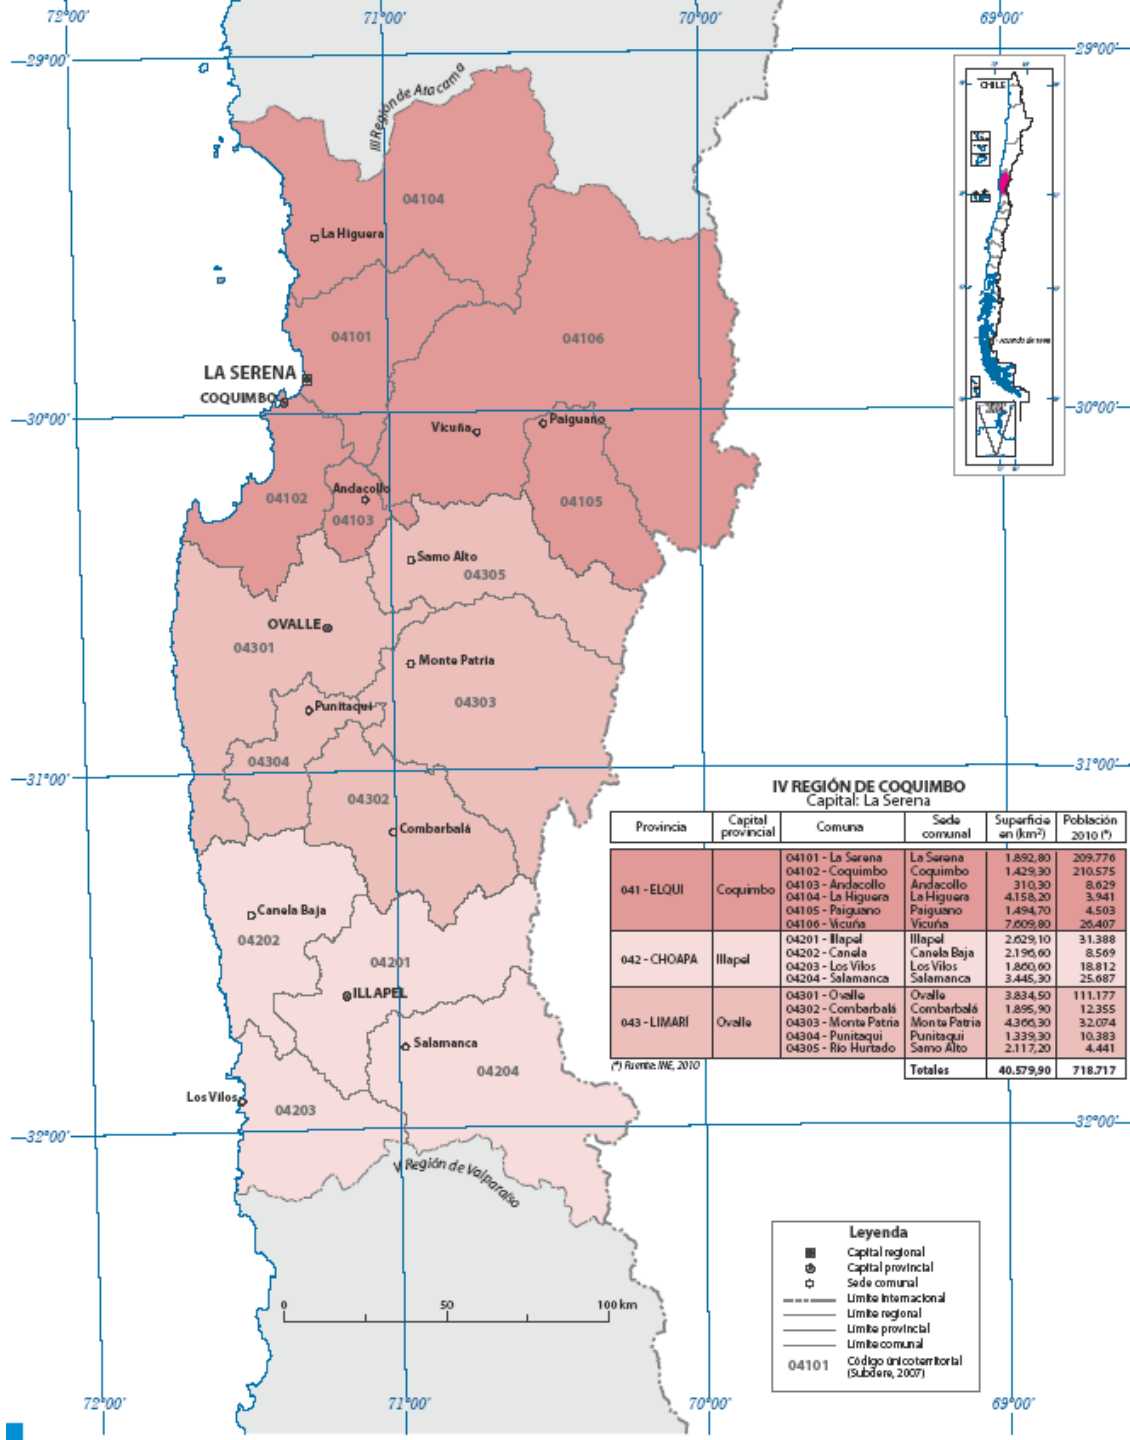 72°00' 71°00' 70°00' 69°00'
29°00' 29°00'
III Región de Atacama
CHILE
04104
La Higuera
04101
04106
LA SERENA
COQUIMBO
30°00' 30°00'
Vicuña
Paiguano
Andacollo
04102
04103
04105
Samo Alto
04305
OVALLE
04301
Monte Patria
04303
Punitaqui
04304
31°00' 31°00'
04302
Combarbalá
IV REGIÓN DE COQUIMBO
Capital: La Serena
Provincia Capital provincial Comuna Sede comunal Superficie en (km²) Población 2010 (*)
041 - ELQUI Coquimbo
04101 - La Serena La Serena 1.892,80 209.776
04102 - Coquimbo Coquimbo 1.429,30 210.575
04103 - Andacollo Andacollo 310,30 8.629
04104 - La Higuera La Higuera 4.158,20 3.941
04105 - Paiguano Paiguano 1.494,70 4.503
04106 - Vicuña Vicuña 7.609,80 26.407
042 - CHOAPA Illapel
04201 - Illapel Illapel 2.629,10 31.388
04202 - Canela Canela Baja 2.196,60 8.569
04203 - Los Vilos Los Vilos 1.860,60 18.812
04204 - Salamanca Salamanca 3.445,30 25.687
043 - LIMARÍ Ovalle
04301 - Ovalle Ovalle 3.834,50 111.177
04302 - Combarbalá Combarbalá 1.895,90 12.355
04303 - Monte Patria Monte Patria 4.366,30 32.074
04304 - Punitaqui Punitaqui 1.339,30 10.383
04305 - Río Hurtado Samo Alto 2.117,20 4.441
Totales 40.579,90 718.717
(*) Fuente: INE, 2010
Canela Baja
04202
04201
ILLAPEL
Salamanca
04204
Los Vilos
04203
32°00' 32°00'
V Región de Valparaíso
0 50 100 km
Leyenda
Capital regional
Capital provincial
Sede comunal
Límite internacional
Límite regional
Límite provincial
Límite comunal
04101 Código único territorial
(Subdere, 2007)
72°00' 71°00' 70°00' 69°00'